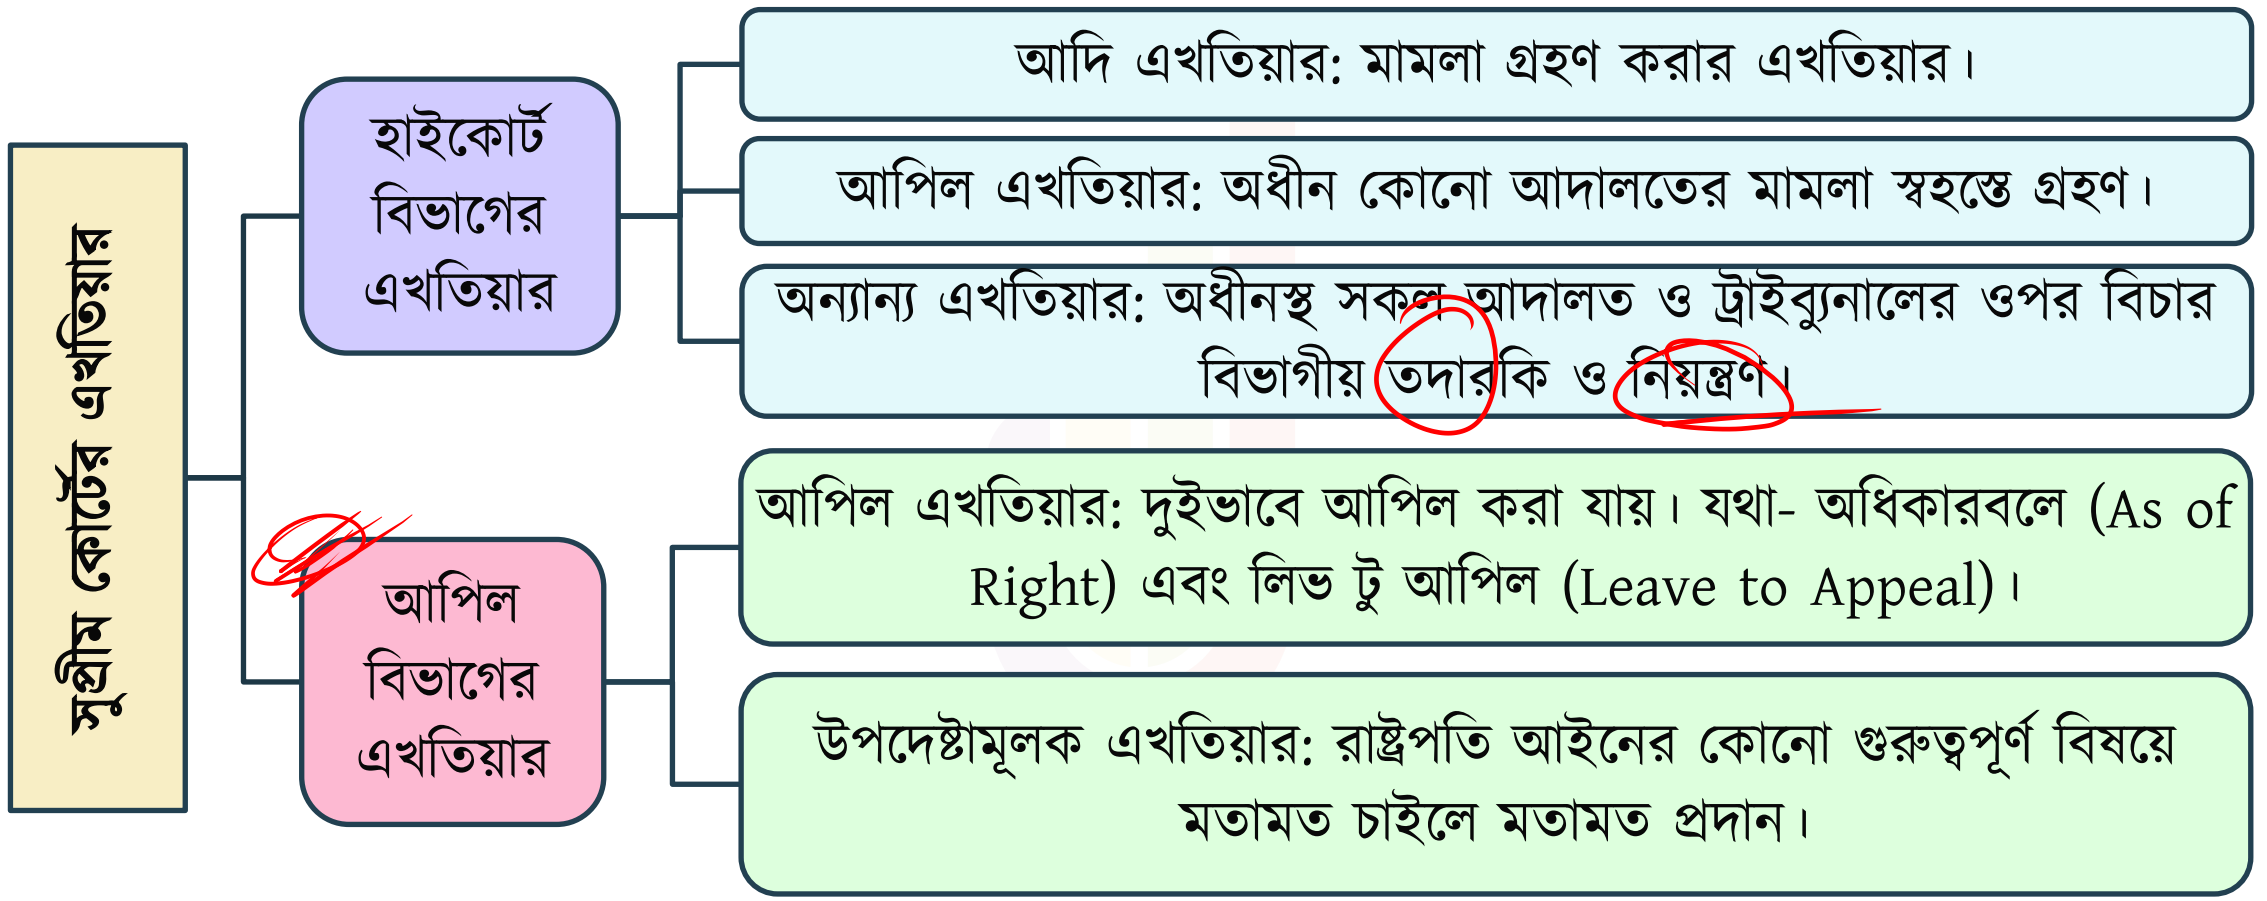 সুপ্রীম কোর্টের এখতিয়ার
হাইকোর্ট
বিভাগের
এখতিয়ার
আদি এখতিয়ার: মামলা গ্রহণ করার এখতিয়ার।
আপিল এখতিয়ার: অধীন কোনো আদালতের মামলা স্বহস্তে গ্রহণ।
অন্যান্য এখতিয়ার: অধীনস্থ সকল আদালত ও ট্রাইব্যুনালের ওপর বিচার
বিভাগীয় তদারকি ও নিয়ন্ত্রণ।
আপিল
বিভাগের
এখতিয়ার
আপিল এখতিয়ার: দুইভাবে আপিল করা যায়। যথা- অধিকারবলে (As of
Right) এবং লিভ টু আপিল (Leave to Appeal)।
উপদেষ্টামূলক এখতিয়ার: রাষ্ট্রপতি আইনের কোনো গুরুত্বপূর্ণ বিষয়ে
মতামত চাইলে মতামত প্রদান।